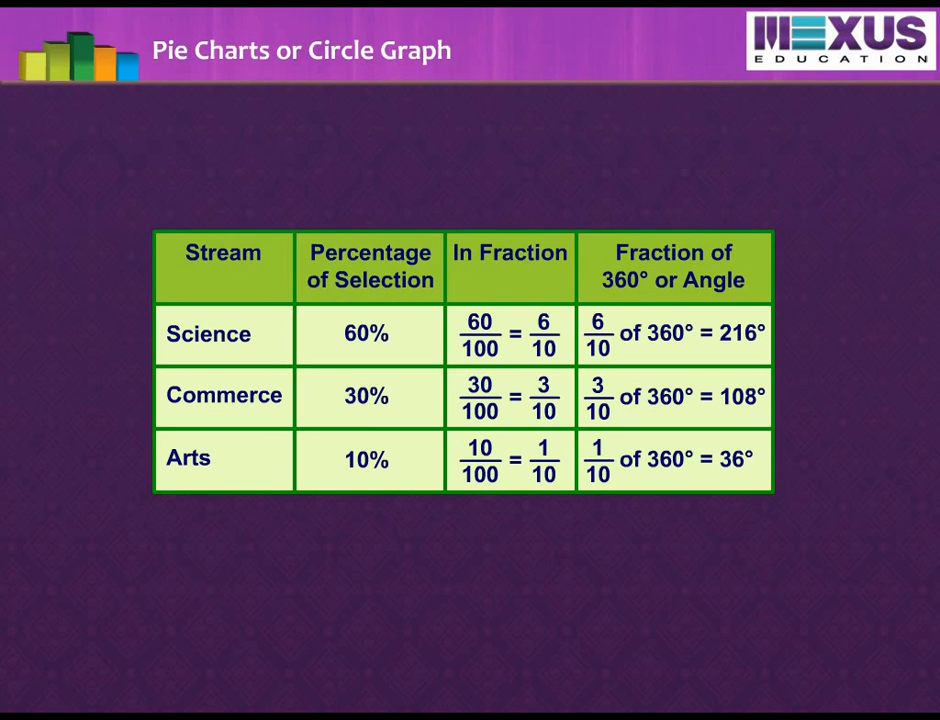 Pie Charts or Circle Graph
MEXUS
EDUCATION
Stream | Percentage of Selection | In Fraction | Fraction of 360° or Angle
Science | 60% | 60/100 = 6/10 | 6/10 of 360° = 216°
Commerce | 30% | 30/100 = 3/10 | 3/10 of 360° = 108°
Arts | 10% | 10/100 = 1/10 | 1/10 of 360° = 36°